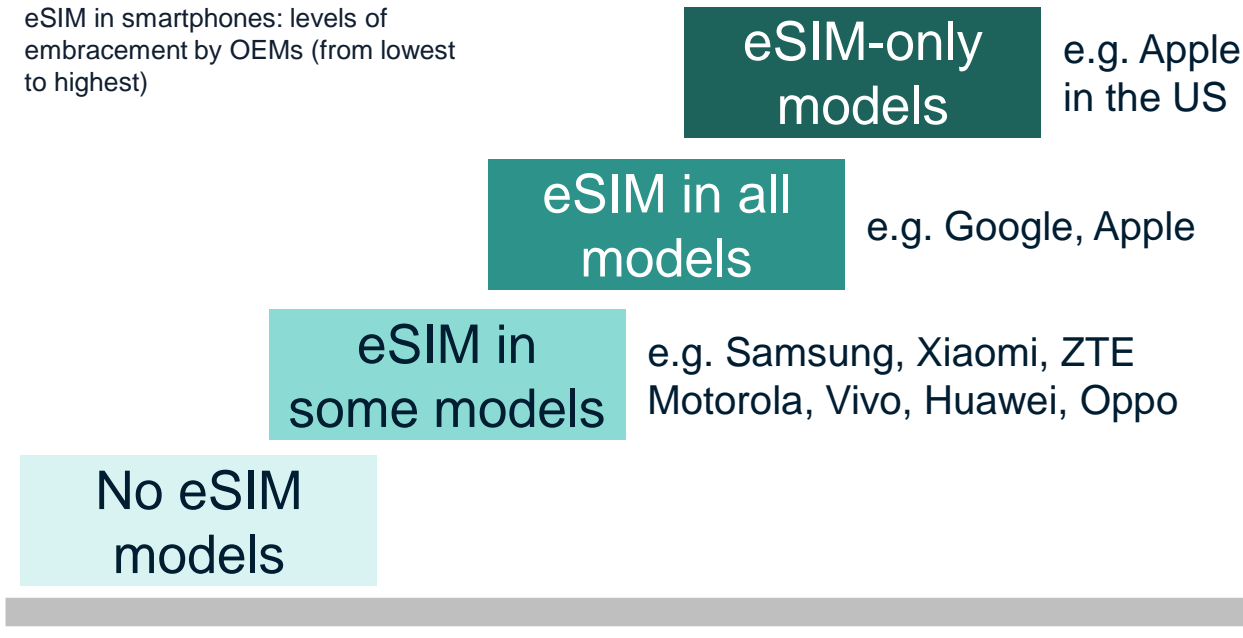 eSIM in smartphones: levels of
embracement by OEMs (from lowest
to highest)
eSIM-only
models
e.g. Apple
in the US
eSIM in all
models
e.g. Google, Apple
eSIM in
some models
e.g. Samsung, Xiaomi, ZTE
Motorola, Vivo, Huawei, Oppo
No eSIM
models